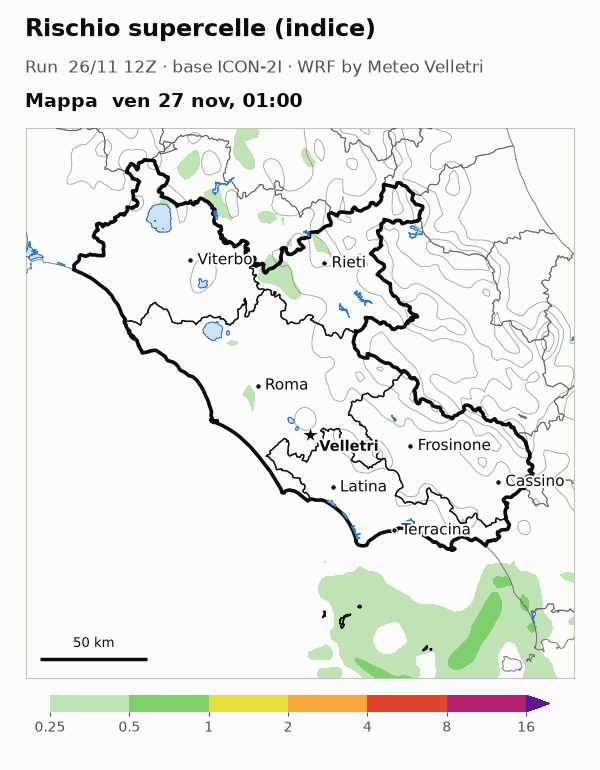 Rischio supercelle (indice)
Run  26/11 12Z · base ICON-2I · WRF by Meteo Velletri
Mappa  ven 27 nov, 01:00
Viterbo
Rieti
Roma
Velletri
Frosinone
Latina
Cassino
Terracina
50 km
0.25 0.5 1 2 4 8 16